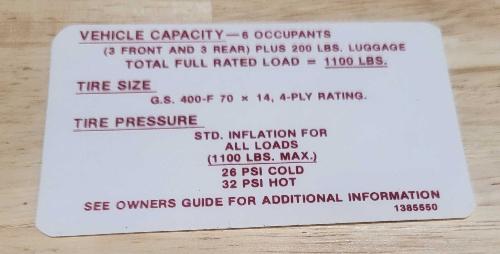 VEHICLE CAPACITY—6 OCCUPANTS
(3 FRONT AND 3 REAR) PLUS 200 LBS. LUGGAGE
TOTAL FULL RATED LOAD = 1100 LBS.
TIRE SIZE
G.S. 400-F 70 × 14, 4-PLY RATING.
TIRE PRESSURE
STD. INFLATION FOR
ALL LOADS
(1100 LBS. MAX.)
26 PSI COLD
32 PSI HOT
SEE OWNERS GUIDE FOR ADDITIONAL INFORMATION
1385550